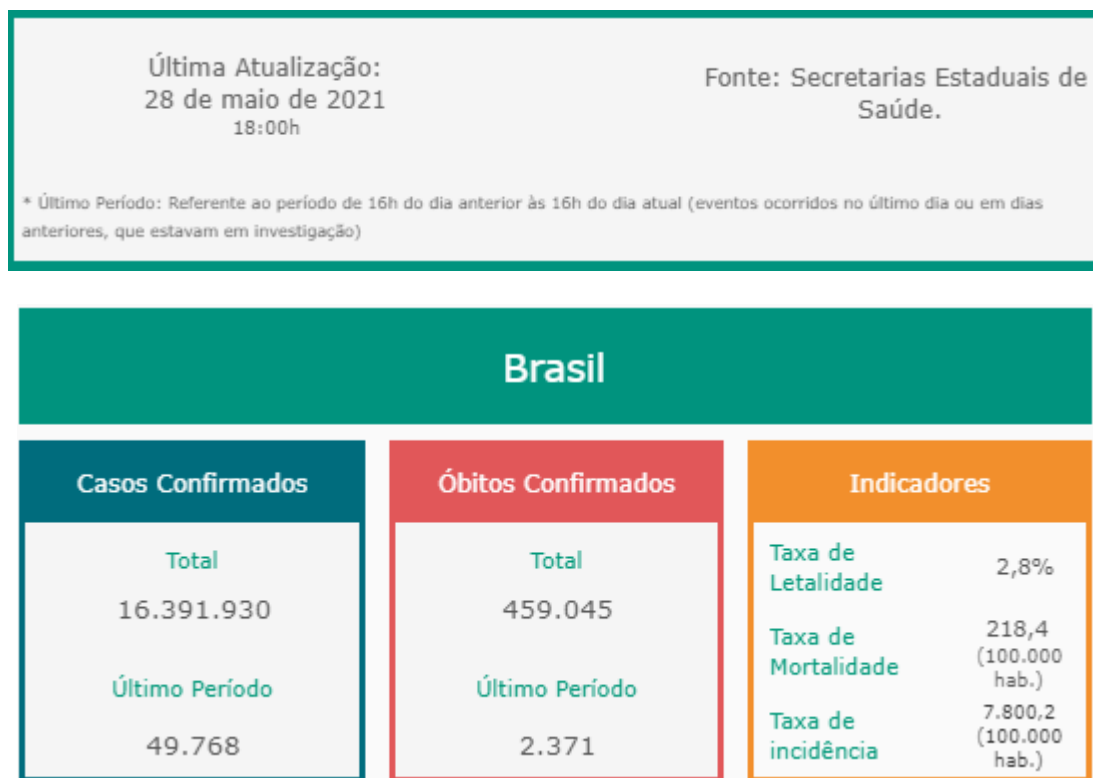 Última Atualização:
28 de maio de 2021
18:00h
Fonte: Secretarias Estaduais de
Saúde.
* Último Período: Referente ao período de 16h do dia anterior às 16h do dia atual (eventos ocorridos no último dia ou em dias
anteriores, que estavam em investigação)
Brasil
Casos Confirmados
Total
16.391.930
Último Período
49.768
Óbitos Confirmados
Total
459.045
Último Período
2.371
Indicadores
Taxa de
Letalidade
2,8%
Taxa de
Mortalidade
218,4
(100.000
hab.)
Taxa de
incidência
7.800,2
(100.000
hab.)